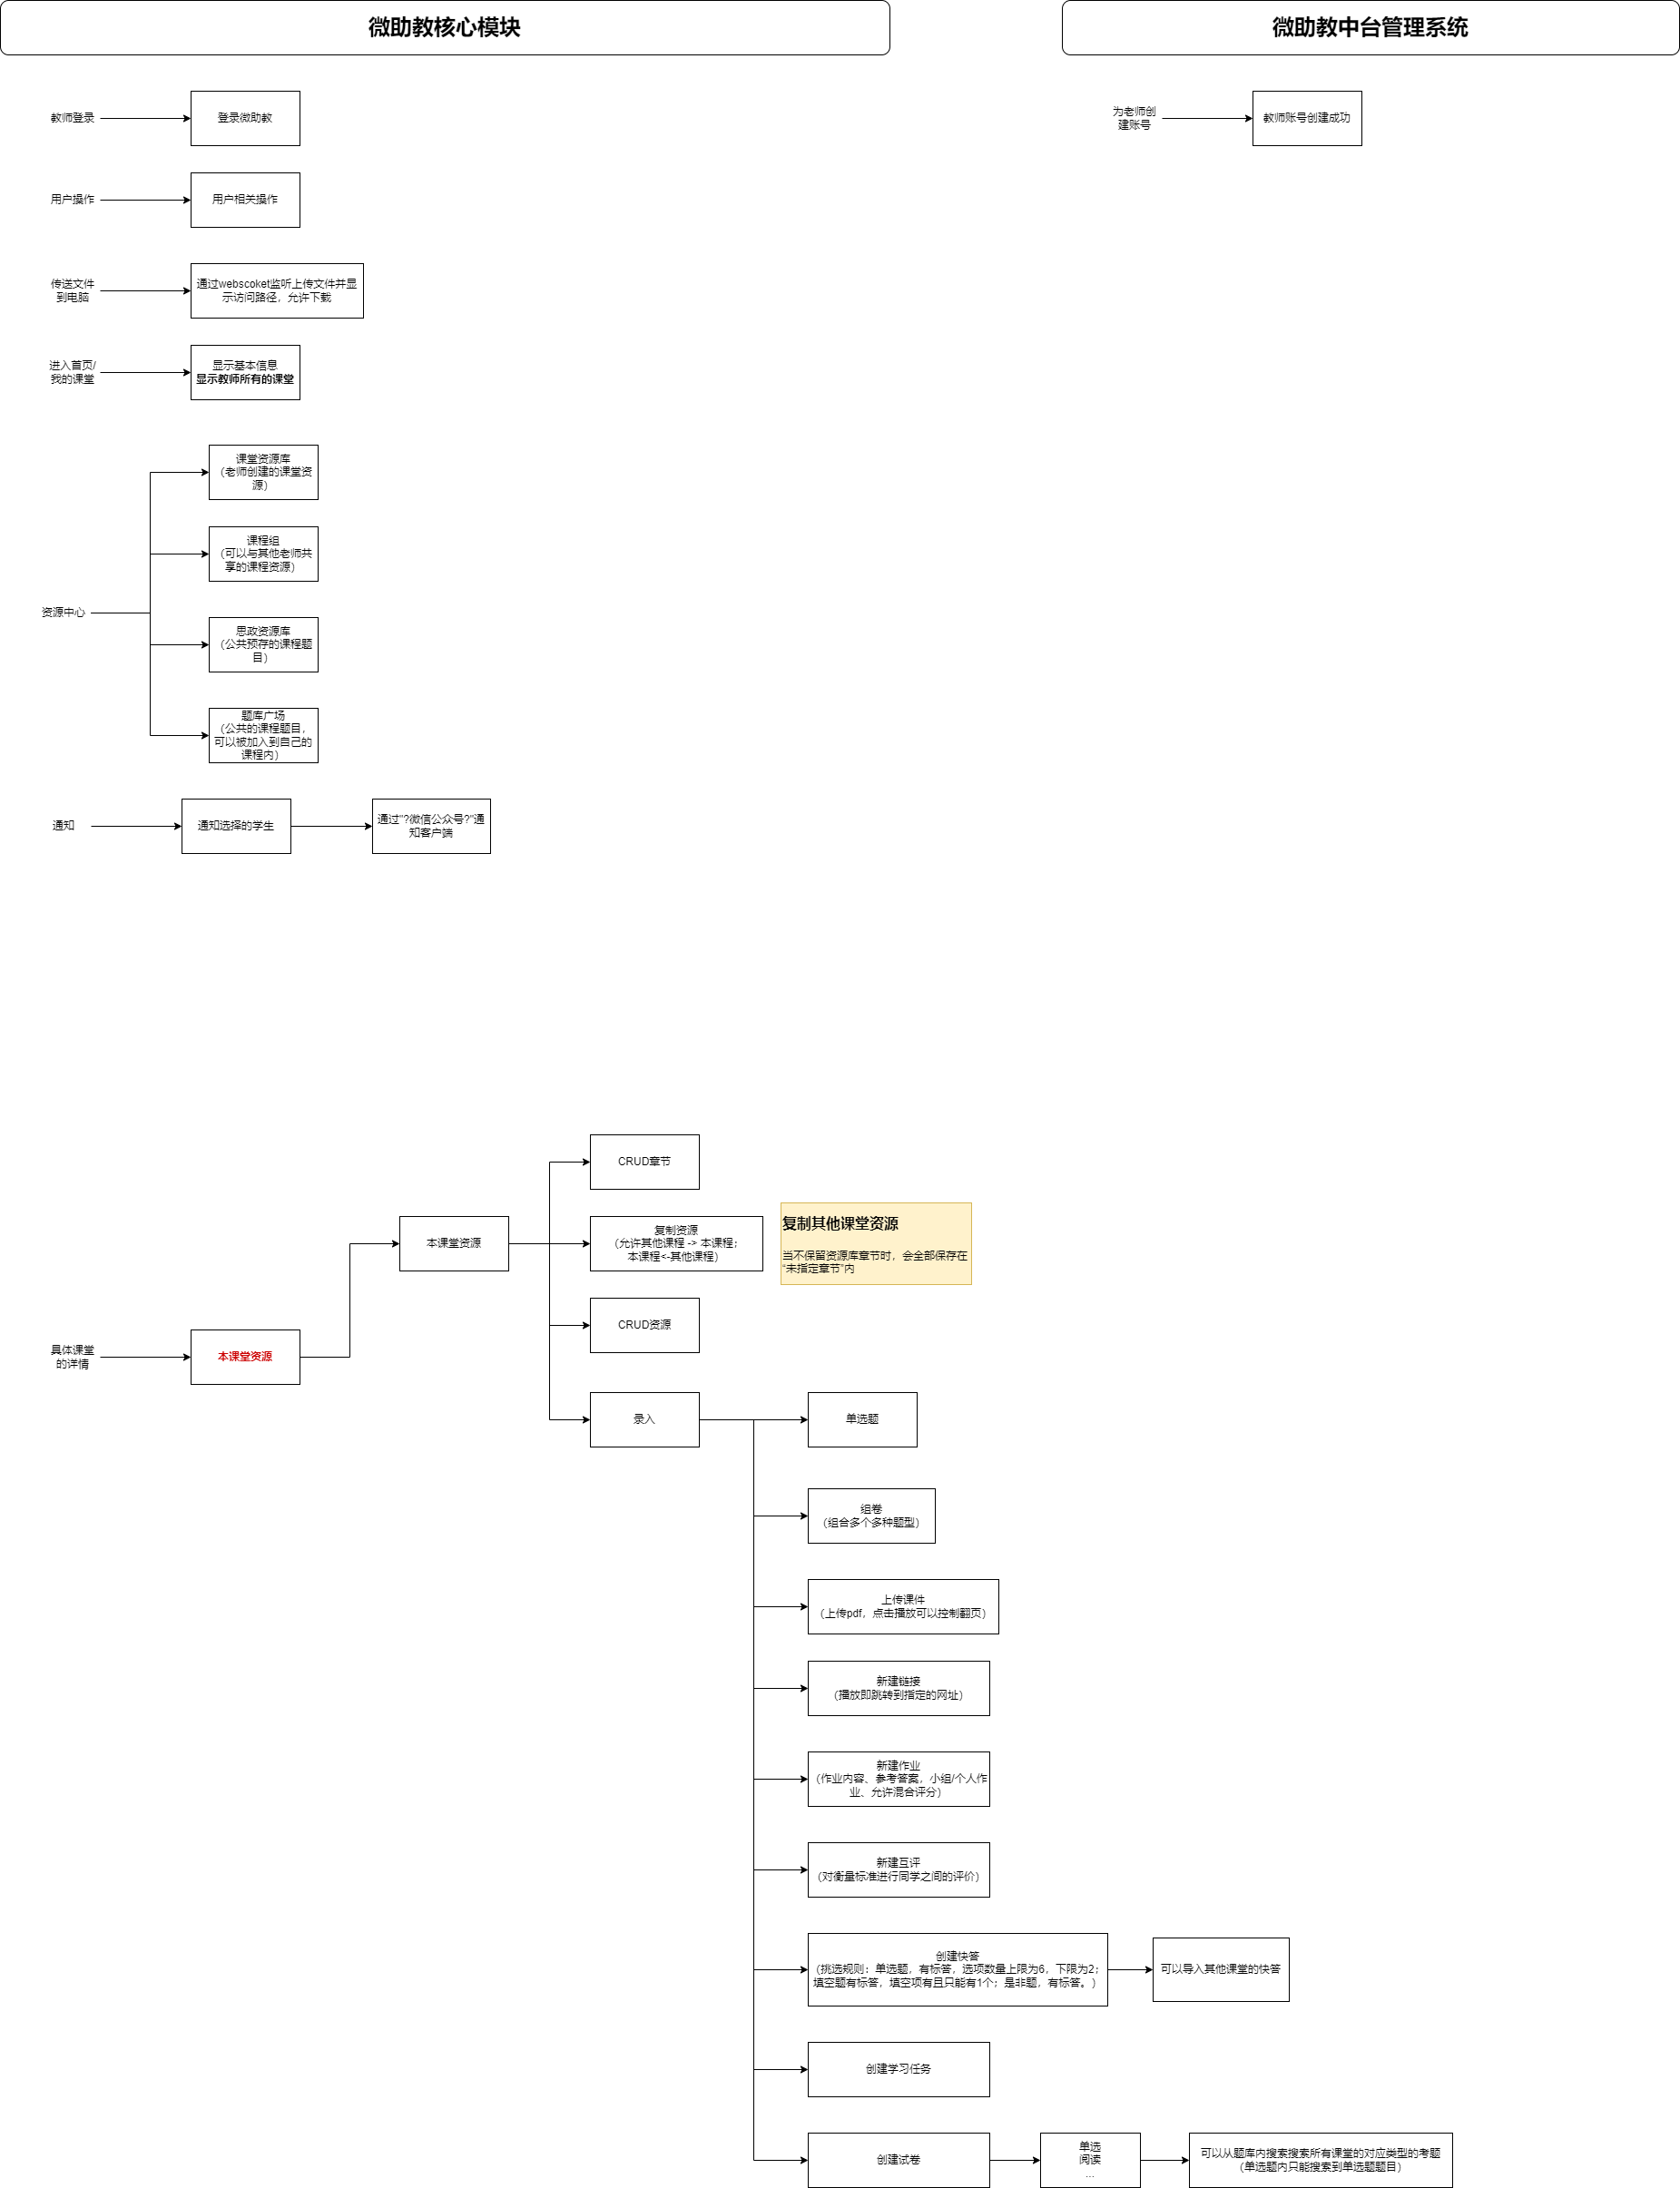 微助教核心模块
微助教中台管理系统
教师登录
登录微助教
为老师创
建账号
教师账号创建成功
用户操作
用户相关操作
传送文件
到电脑
通过webscoket监听上传文件并显
示访问路径，允许下载
进入首页/
我的课堂
显示基本信息
显示教师所有的课堂
资源中心
课堂资源库
（老师创建的课堂资
源）
课程组
（可以与其他老师共
享的课程资源）
思政资源库
（公共预存的课程题
目）
题库广场
（公共的课程题目，
可以被加入到自己的
课程内）
通知
通知选择的学生
通过"?微信公众号?"通
知客户端
具体课堂
的详情
本课堂资源
本课堂资源
CRUD章节
复制资源
（允许其他课程 -> 本课程；
本课程<-其他课程）
复制其他课堂资源
当不保留资源库章节时，会全部保存在
“未指定章节”内
CRUD资源
录入
单选题
组卷
（组合多个多种题型）
上传课件
（上传pdf，点击播放可以控制翻页）
新建链接
（播放即跳转到指定的网址）
新建作业
（作业内容、参考答案，小组/个人作
业、允许混合评分）
新建互评
（对衡量标准进行同学之间的评价）
创建快答
（挑选规则：单选题，有标答，选项数量上限为6，下限为2；
填空题有标答，填空项有且只能有1个；是非题，有标答。）
可以导入其他课堂的快答
创建学习任务
创建试卷
单选
阅读
...
可以从题库内搜索搜索所有课堂的对应类型的考题
（单选题内只能搜索到单选题题目）